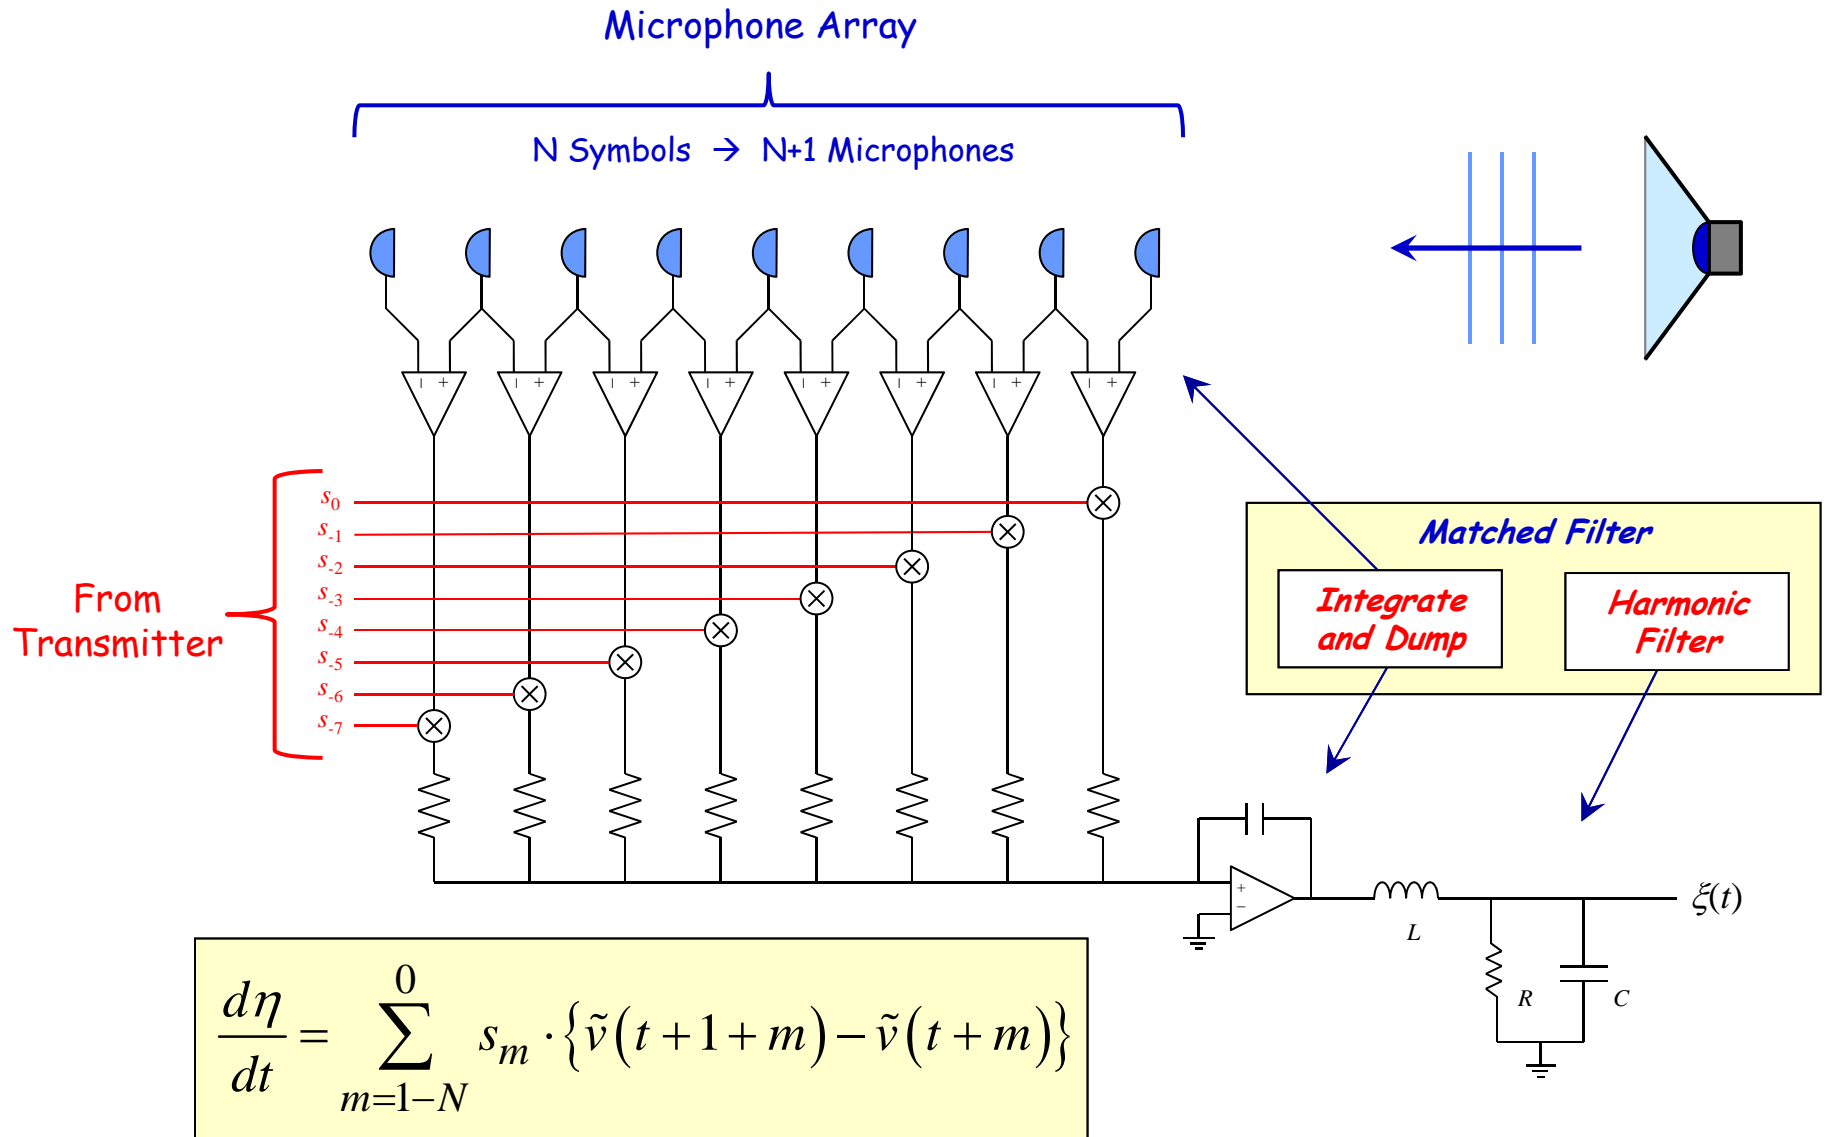 Microphone Array
N Symbols → N+1 Microphones
− + − + − + − + − + − + − + − +
s₀
s₋₁
s₋₂
s₋₃
s₋₄
s₋₅
s₋₆
s₋₇
From
Transmitter
Matched Filter
Integrate
and Dump
Harmonic
Filter
+
−
L
R
C
ξ(t)
dη/dt = ∑_{m=1−N}^{0} s_m · {ṽ(t+1+m) − ṽ(t+m)}